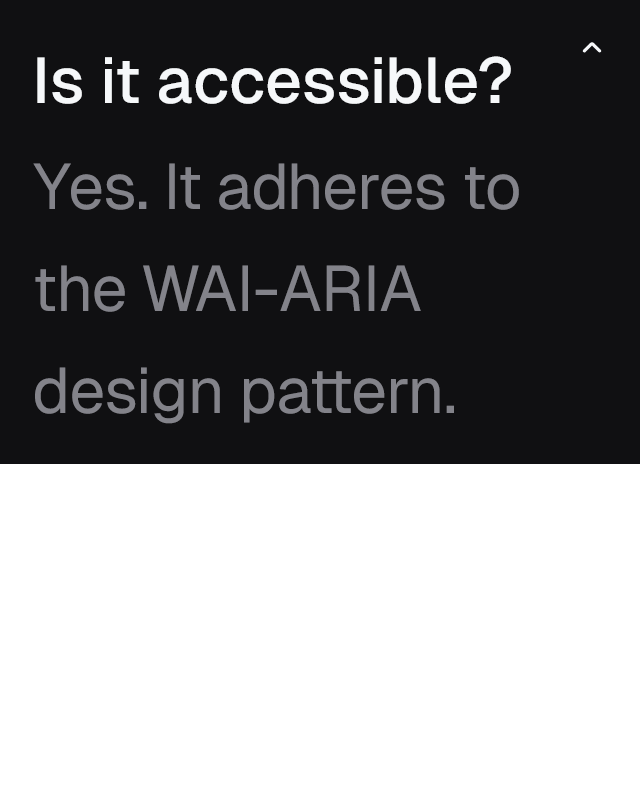 Is it accessible?
Yes. It adheres to
the WAI-ARIA
design pattern.